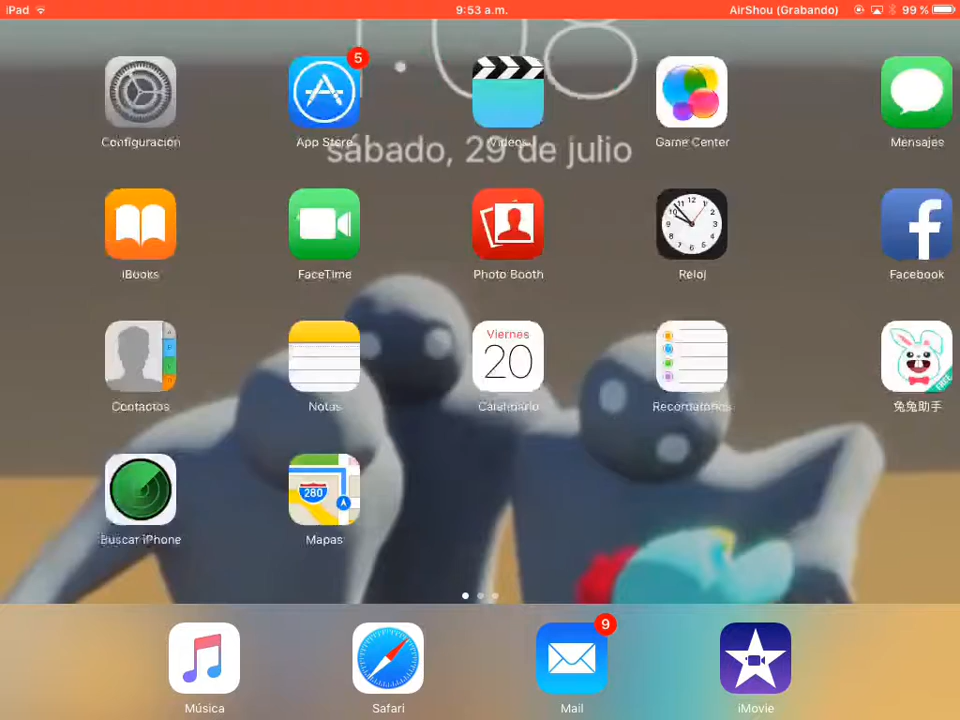 iPad 9:53 a.m. AirShou (Grabando) 99 %
5
Configuración App Store Videos Game Center Mensajes
sábado, 29 de julio
iBooks FaceTime Photo Booth Reloj Facebook
Viernes
20
FREE
Contactos Notas Calendario Recordatorios 兔兔助手
280
Buscar iPhone Mapas
9
Música Safari Mail iMovie